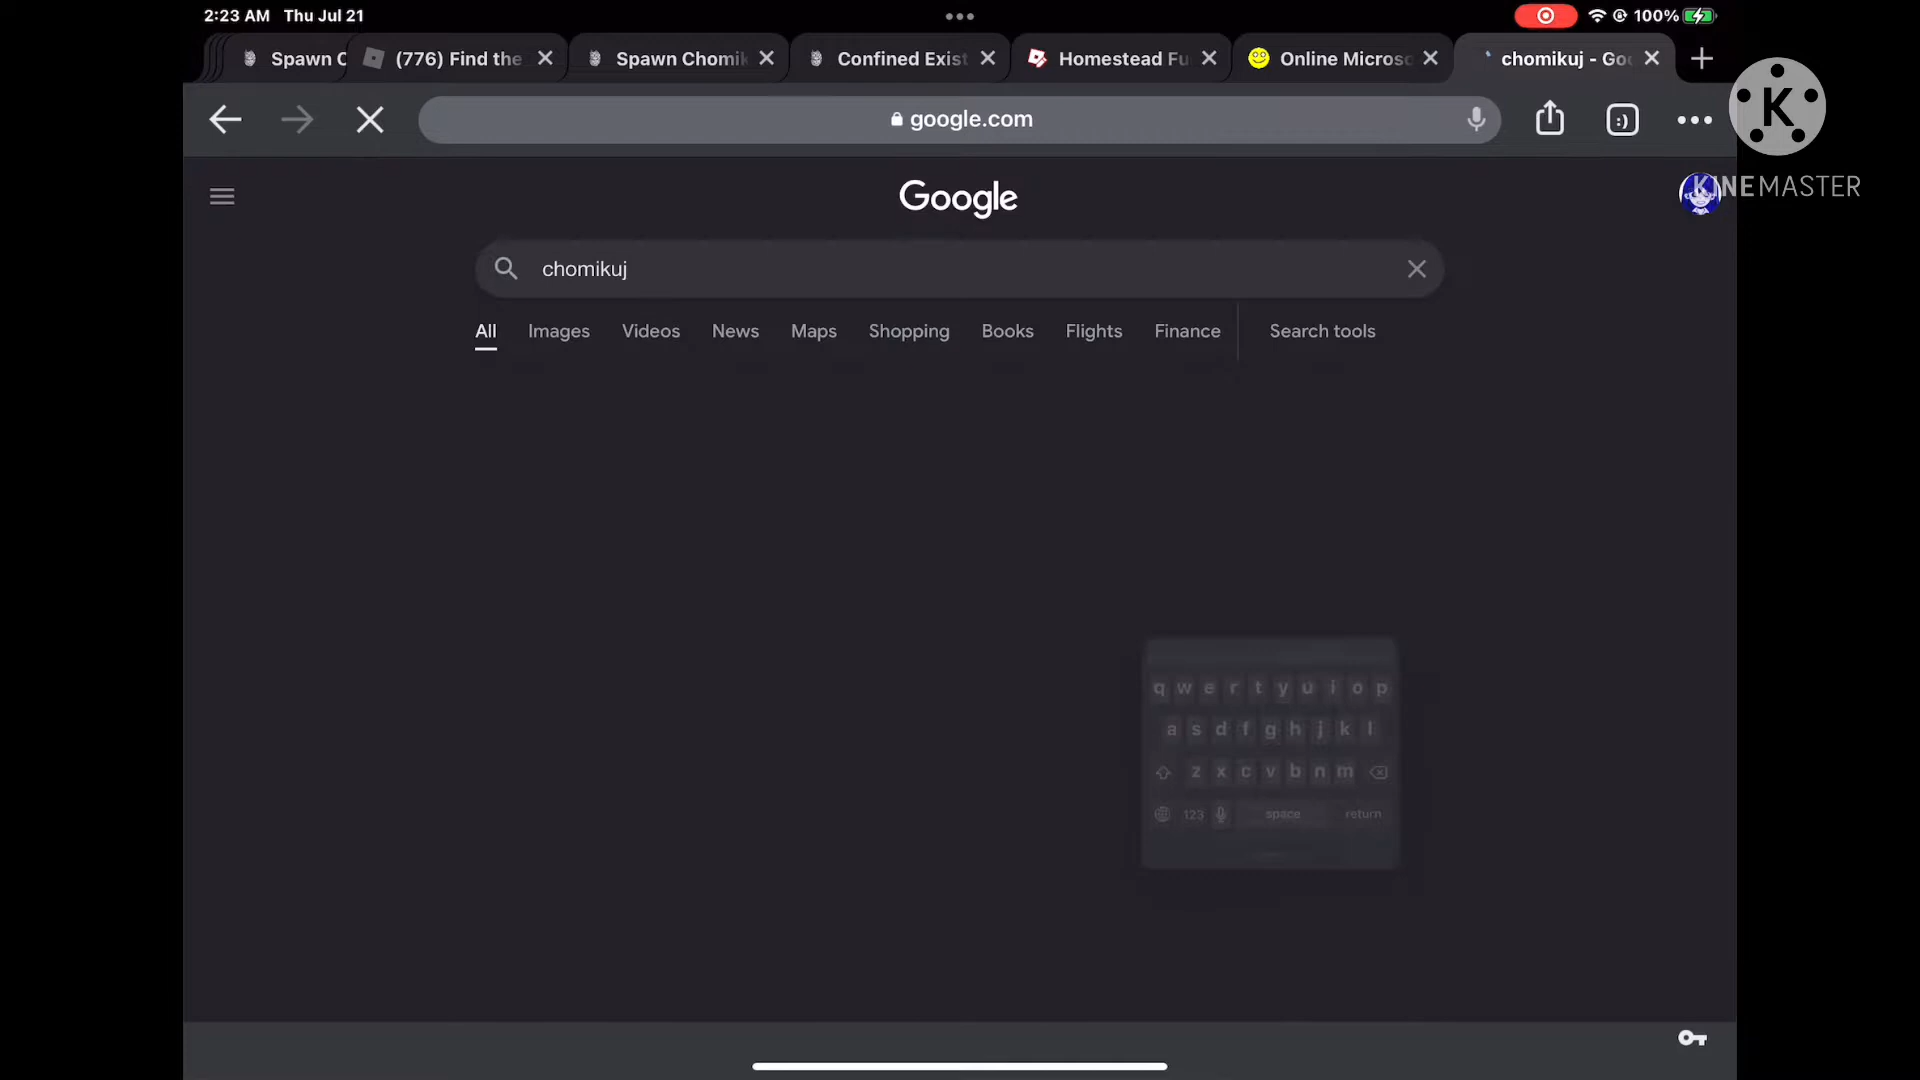 2:23 AM Thu Jul 21
100%
Spawn C
(776) Find the
Spawn Chomik
Confined Exist
Homestead Fu
Online Microso
chomikuj - Goo
google.com
K
KINEMASTER
Google
chomikuj
All Images Videos News Maps Shopping Books Flights Finance Search tools
q w e r t y u i o p
a s d f g h j k l
z x c v b n m
123 space return